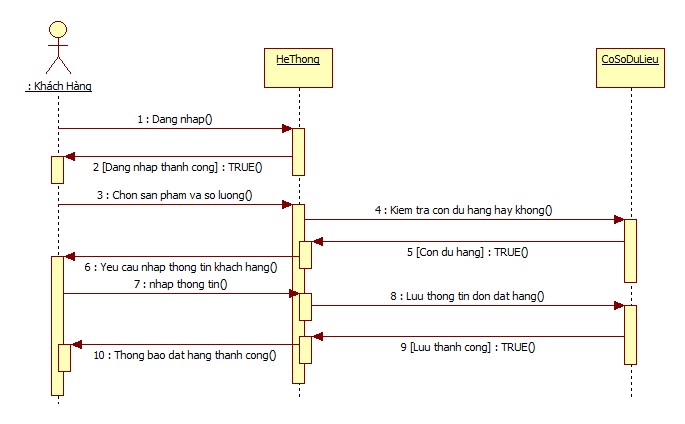 HeThong
CoSoDuLieu
: Khách Hàng
1 : Dang nhap()
2 [Dang nhap thanh cong] : TRUE()
3 : Chon san pham va so luong()
4 : Kiem tra con du hang hay khong()
5 [Con du hang] : TRUE()
6 : Yeu cau nhap thong tin khach hang()
7 : nhap thong tin()
8 : Luu thong tin don dat hang()
9 [Luu thanh cong] : TRUE()
10 : Thong bao dat hang thanh cong()